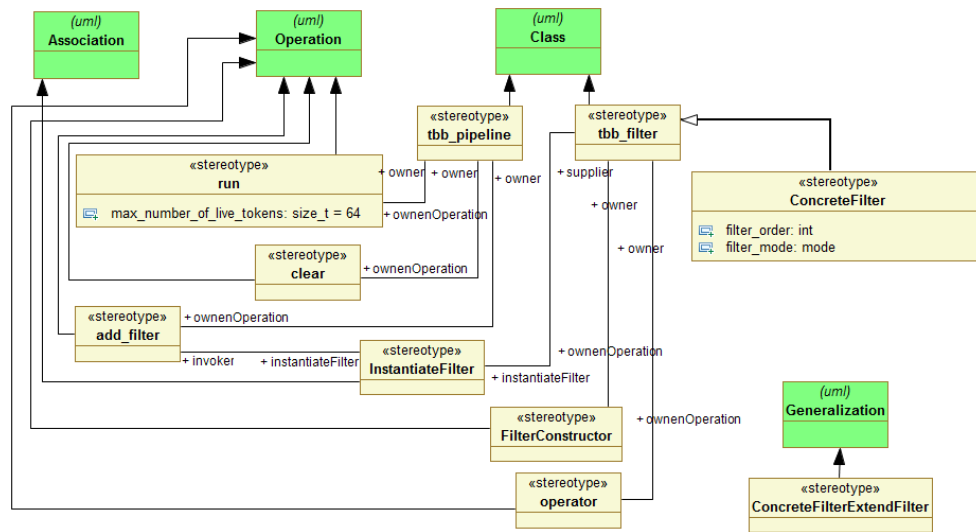 (uml)
Association
(uml)
Operation
(uml)
Class
«stereotype»
tbb_pipeline
«stereotype»
tbb_filter
«stereotype»
run
max_number_of_live_tokens: size_t = 64
+ owner
+ owner
+ owner
+ supplier
+ owner
+ owner
+ ownenOperation
«stereotype»
ConcreteFilter
filter_order: int
filter_mode: mode
«stereotype»
clear
+ ownenOperation
«stereotype»
add_filter
+ ownenOperation
+ invoker
+ instantiateFilter
«stereotype»
InstantiateFilter
+ instantiateFilter
+ ownenOperation
«stereotype»
FilterConstructor
+ ownenOperation
«stereotype»
operator
(uml)
Generalization
«stereotype»
ConcreteFilterExtendFilter